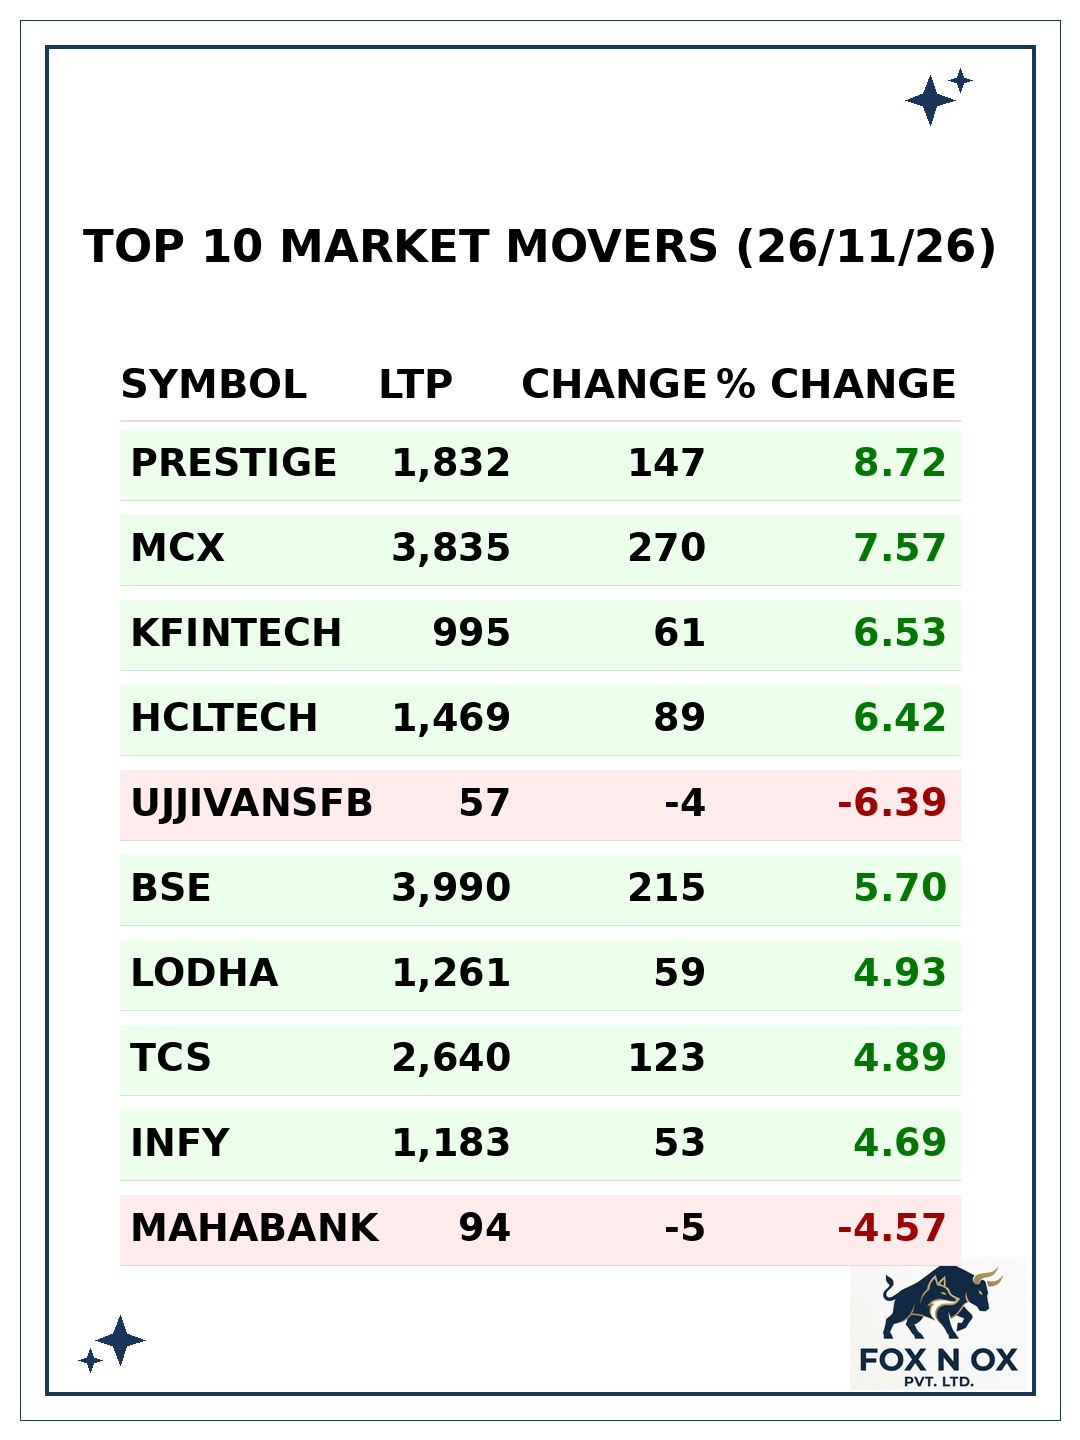 TOP 10 MARKET MOVERS (26/11/26)
SYMBOL LTP CHANGE % CHANGE
PRESTIGE 1,832 147 8.72
MCX 3,835 270 7.57
KFINTECH 995 61 6.53
HCLTECH 1,469 89 6.42
UJJIVANSFB 57 -4 -6.39
BSE 3,990 215 5.70
LODHA 1,261 59 4.93
TCS 2,640 123 4.89
INFY 1,183 53 4.69
MAHABANK 94 -5 -4.57
FOX N OX
PVT. LTD.